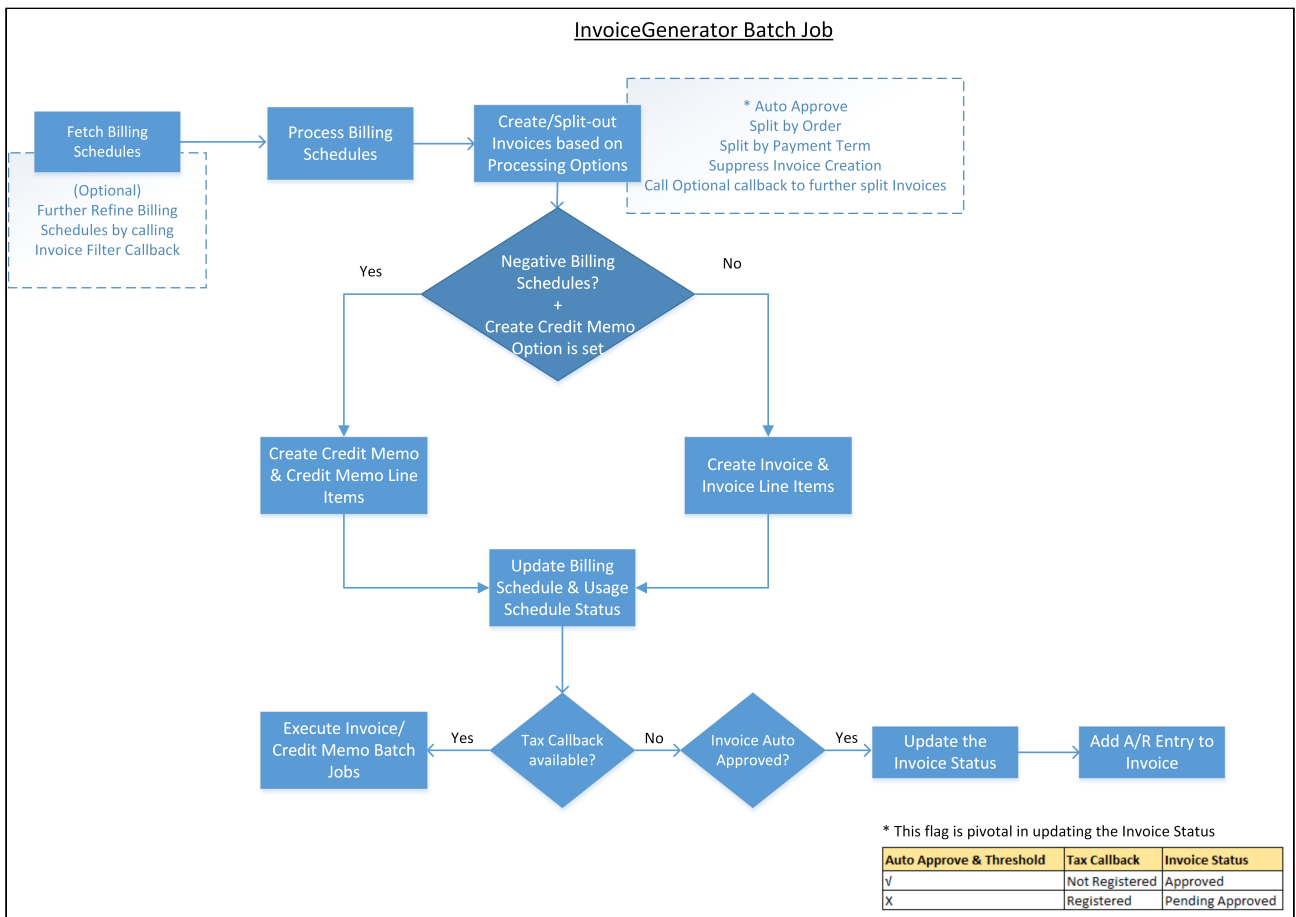 InvoiceGenerator Batch Job
Fetch Billing
Schedules
(Optional)
Further Refine Billing
Schedules by calling
Invoice Filter Callback
Process Billing
Schedules
Create/Split-out
Invoices based on
Processing Options
* Auto Approve
Split by Order
Split by Payment Term
Suppress Invoice Creation
Call Optional callback to further split Invoices
Negative Billing
Schedules?
+
Create Credit Memo
Option is set
Yes
No
Create Credit Memo
& Credit Memo Line
Items
Create Invoice &
Invoice Line Items
Update Billing
Schedule & Usage
Schedule Status
Tax Callback
available?
Yes
No
Execute Invoice/
Credit Memo Batch
Jobs
Invoice Auto
Approved?
Yes
Update the
Invoice Status
Add A/R Entry to
Invoice
* This flag is pivotal in updating the Invoice Status
Auto Approve & Threshold Tax Callback Invoice Status
√ Not Registered Approved
X Registered Pending Approved